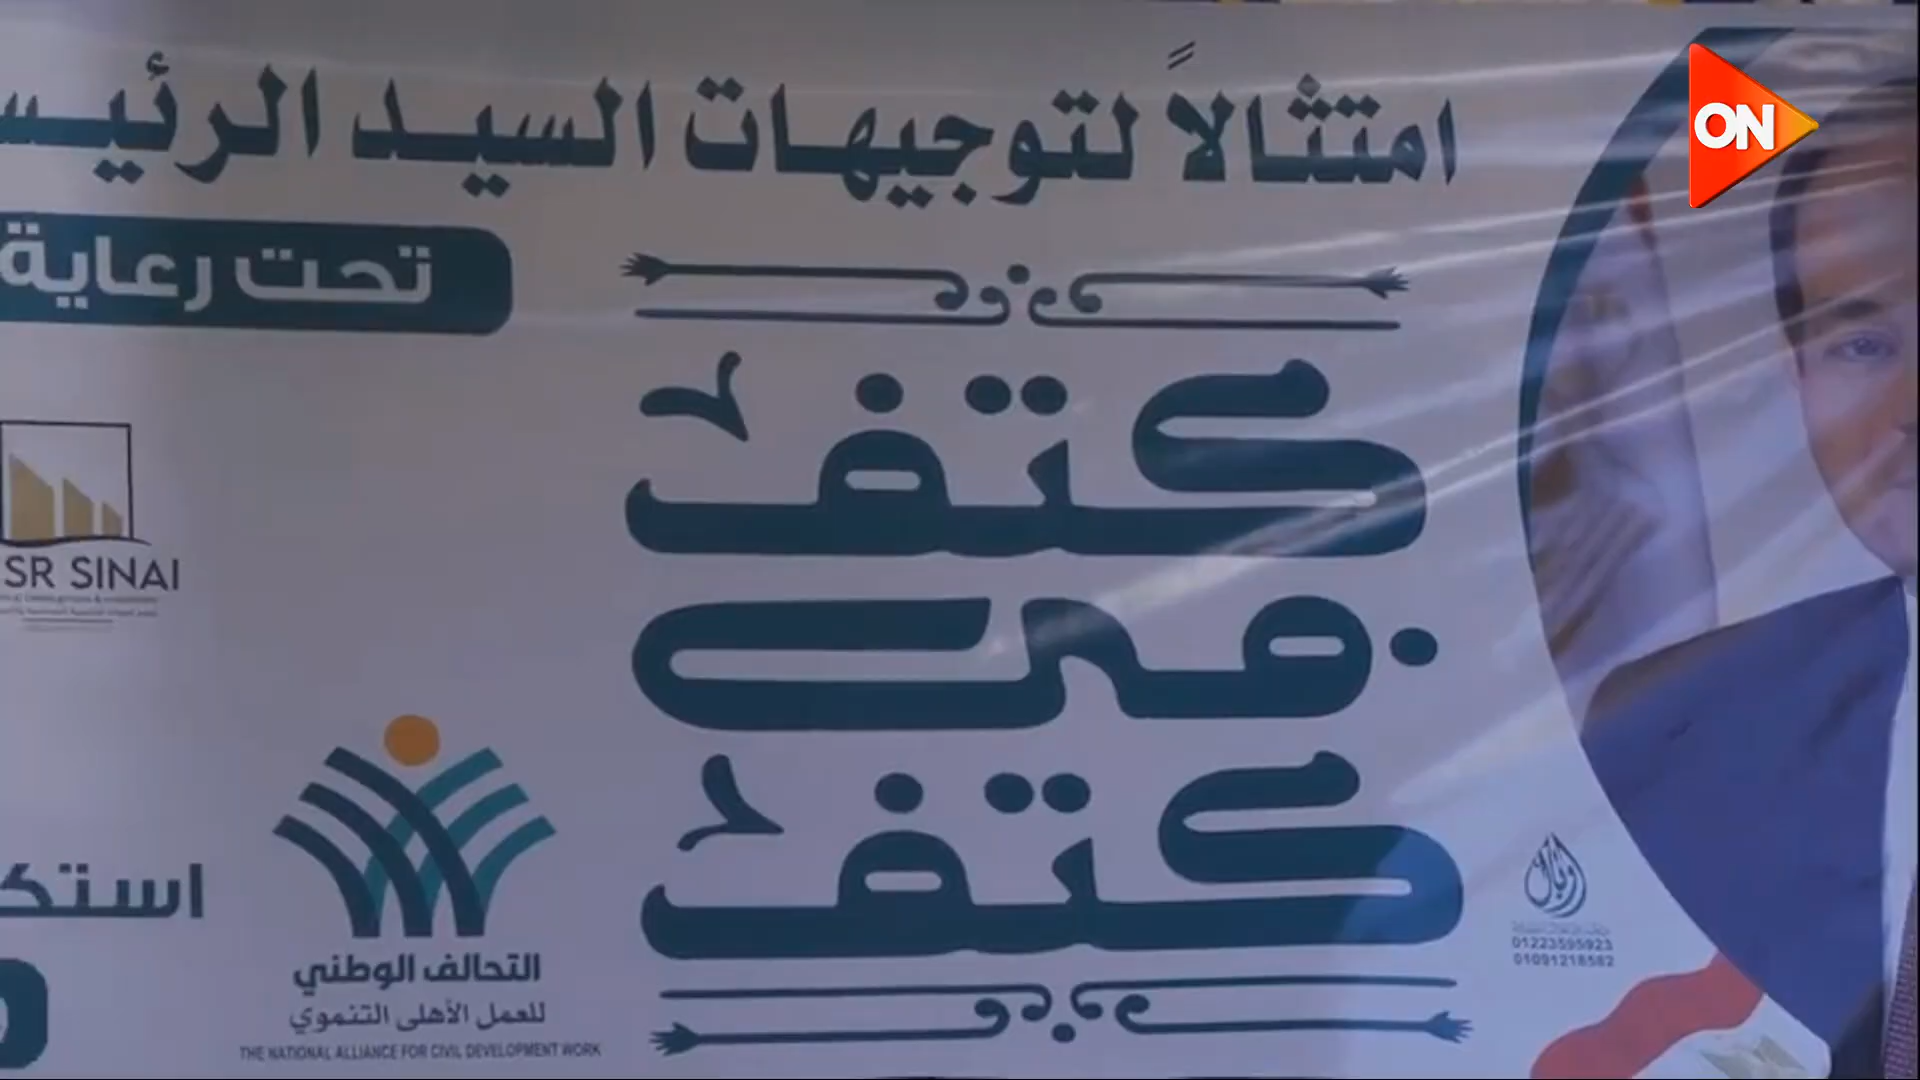 ON
امتثالاً لتوجيهات السيد
تحت رعاية
كتف
في
كتف
SR SINAI
التحالف الوطني
للعمل الأهلى التنموي
THE NATIONAL ALLIANCE FOR CIVIL DEVELOPMENT WORK
01223595923
01091218582